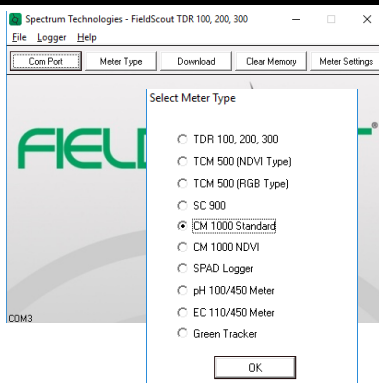 Spectrum Technologies - FieldScout TDR 100, 200, 300
File Logger Help
Com Port Meter Type Download Clear Memory Meter Settings
Select Meter Type
FIEL ®
TDR 100, 200, 300
TCM 500 (NDVI Type)
TCM 500 (RGB Type)
SC 900
CM 1000 Standard
CM 1000 NDVI
SPAD Logger
pH 100/450 Meter
EC 110/450 Meter
Green Tracker
COM3
OK